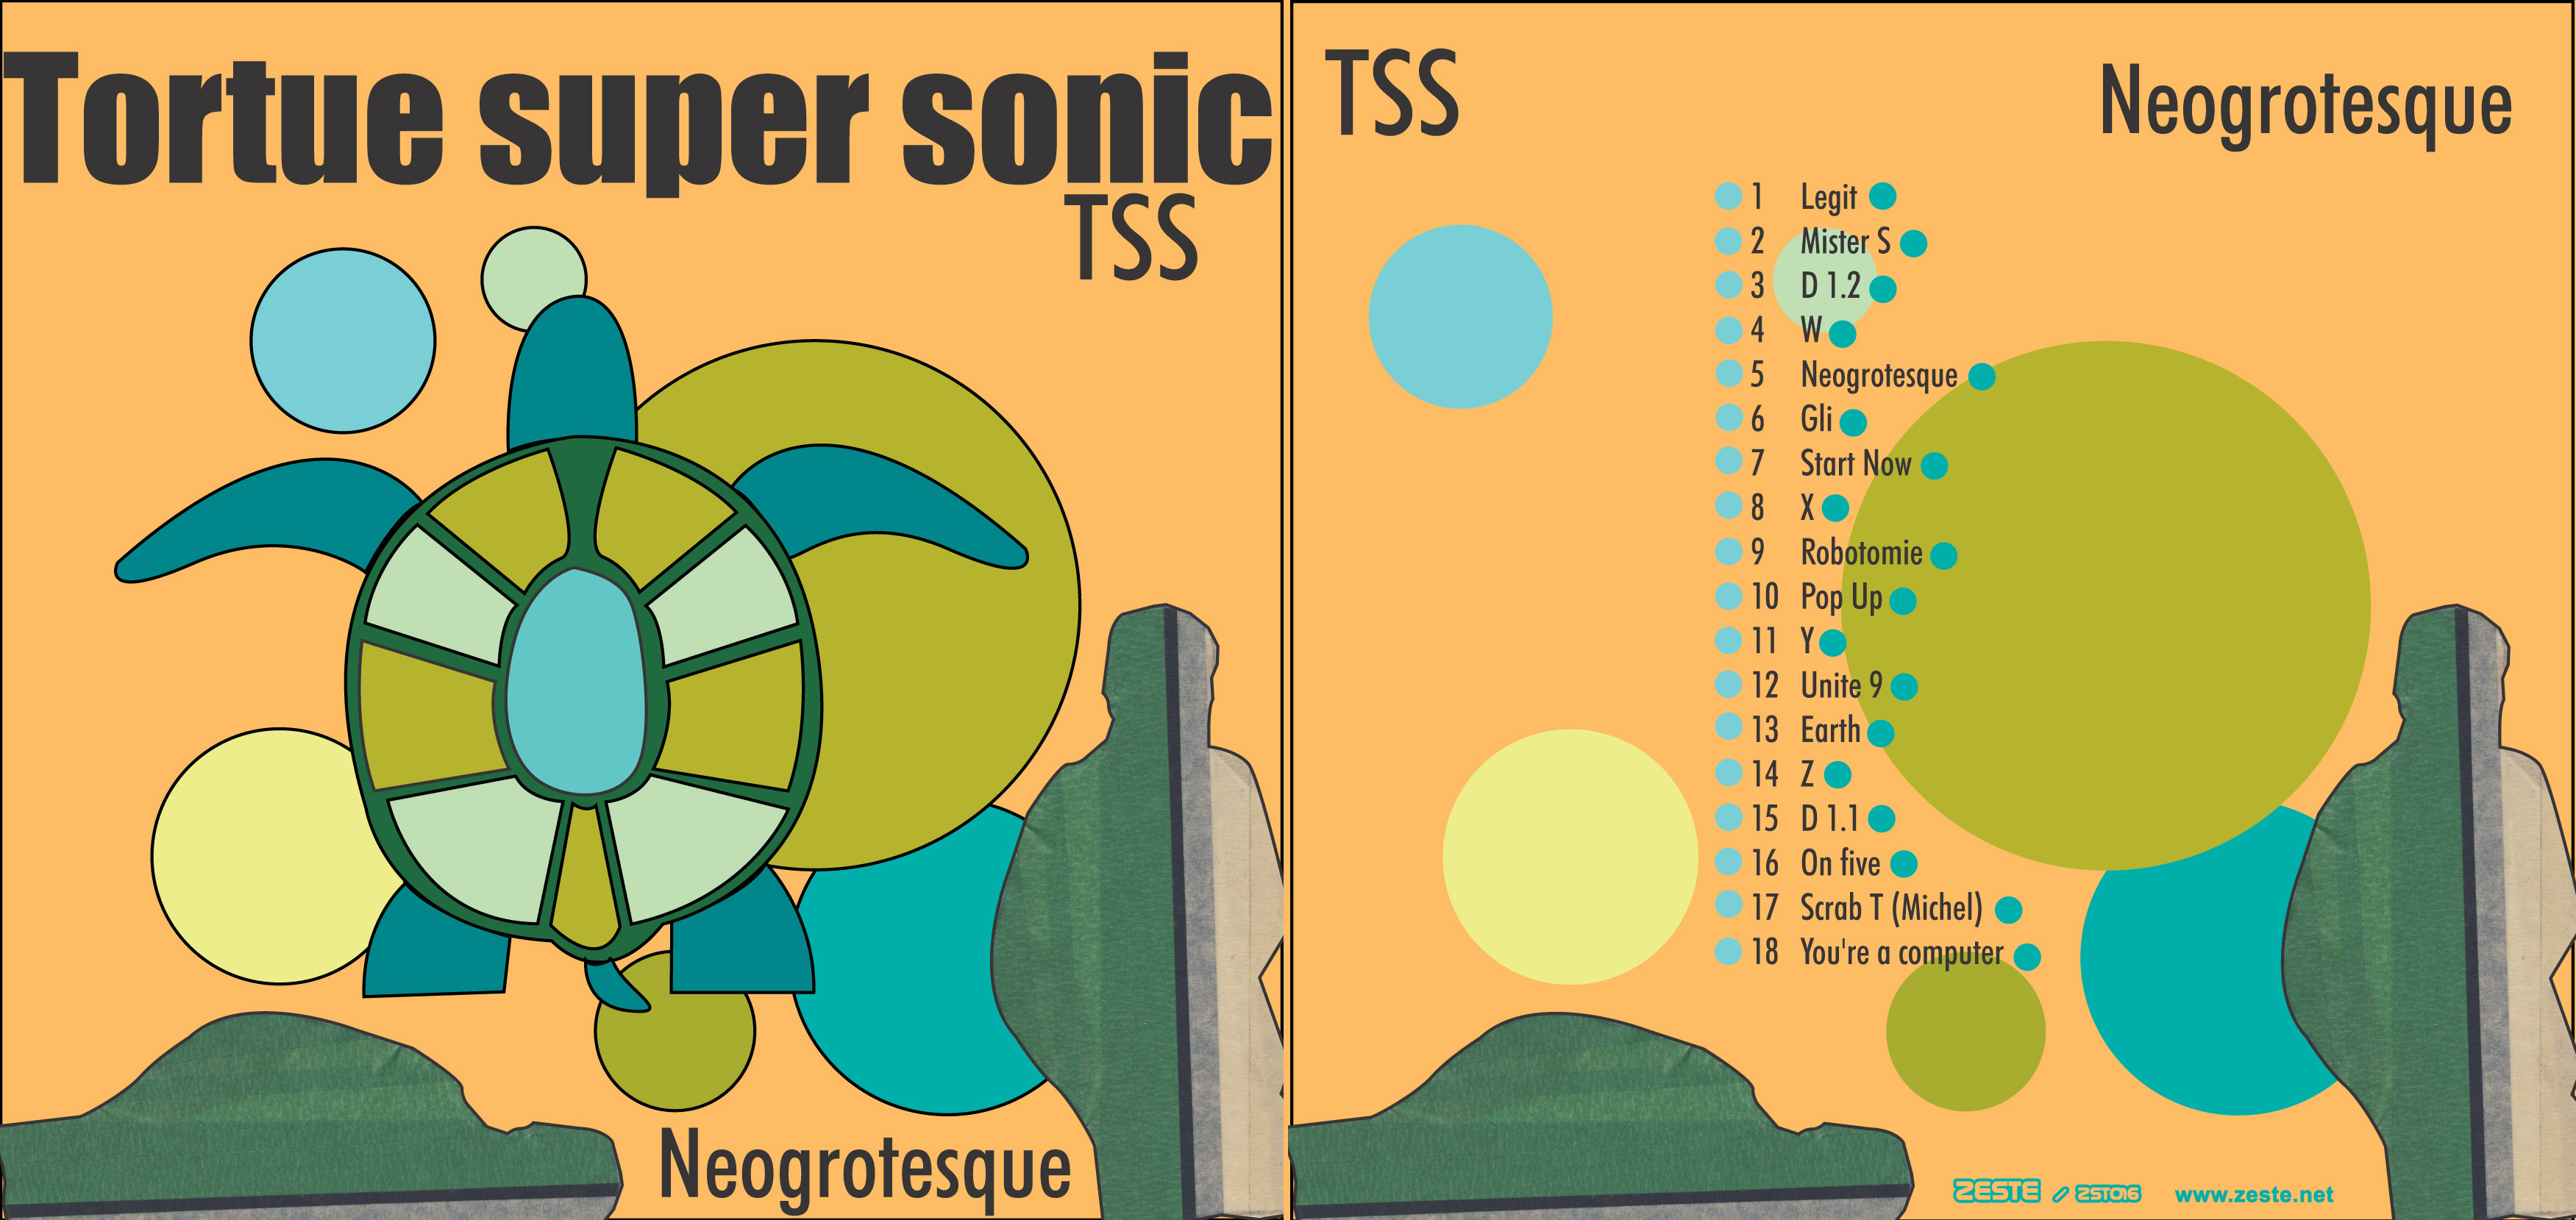 Tortue super sonic
TSS
Neogrotesque
TSS
Neogrotesque
1 Legit
2 Mister S
3 D 1.2
4 W
5 Neogrotesque
6 Gli
7 Start Now
8 X
9 Robotomie
10 Pop Up
11 Y
12 Unite 9
13 Earth
14 Z
15 D 1.1
16 On five
17 Scrab T (Michel)
18 You're a computer
ZESTE / ZST016 www.zeste.net